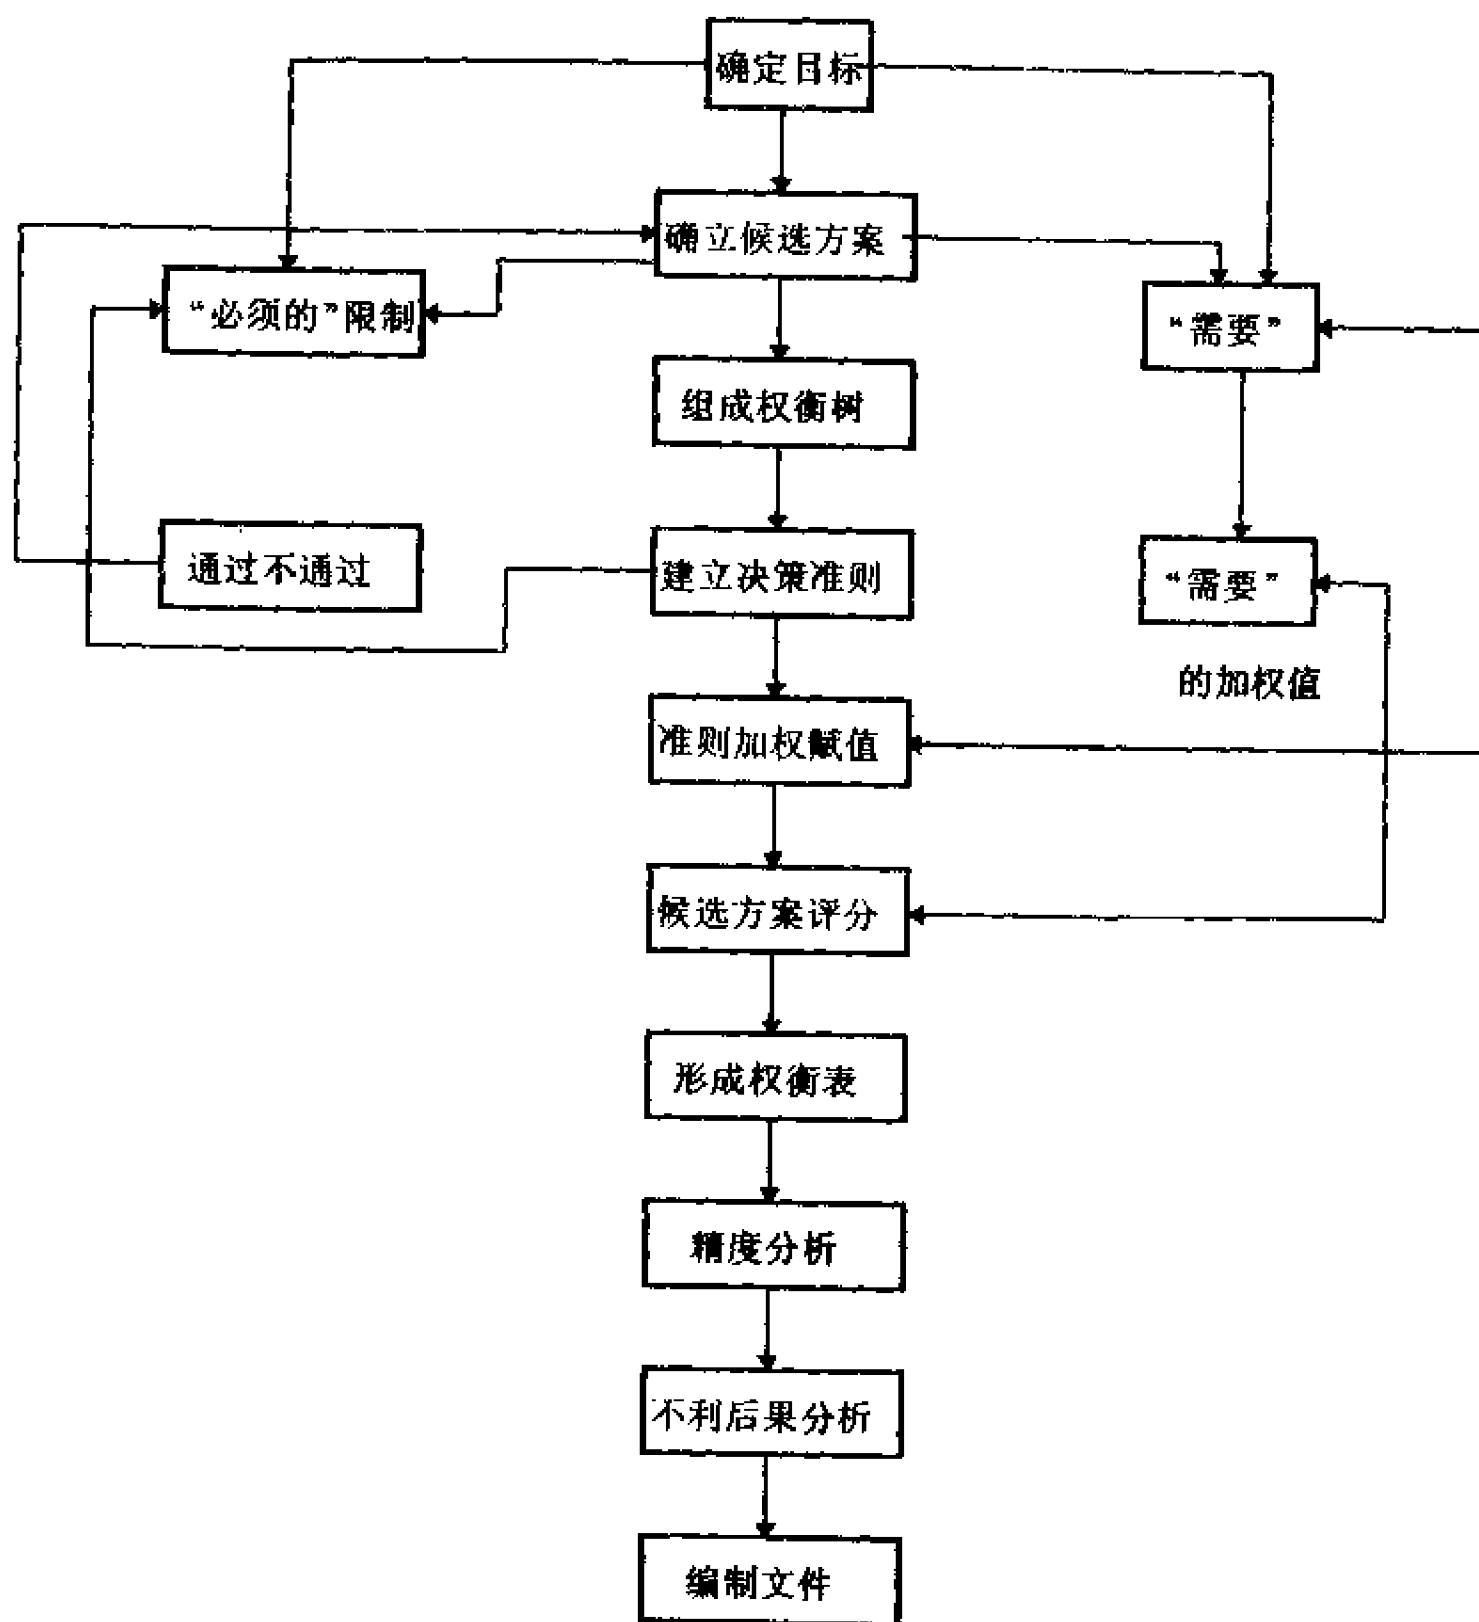 确定目标
确立候选方案
“必须的”限制
“需要”
组成权衡树
通过不通过
建立决策准则
“需要”
的加权值
准则加权赋值
候选方案评分
形成权衡表
精度分析
不利后果分析
编制文件